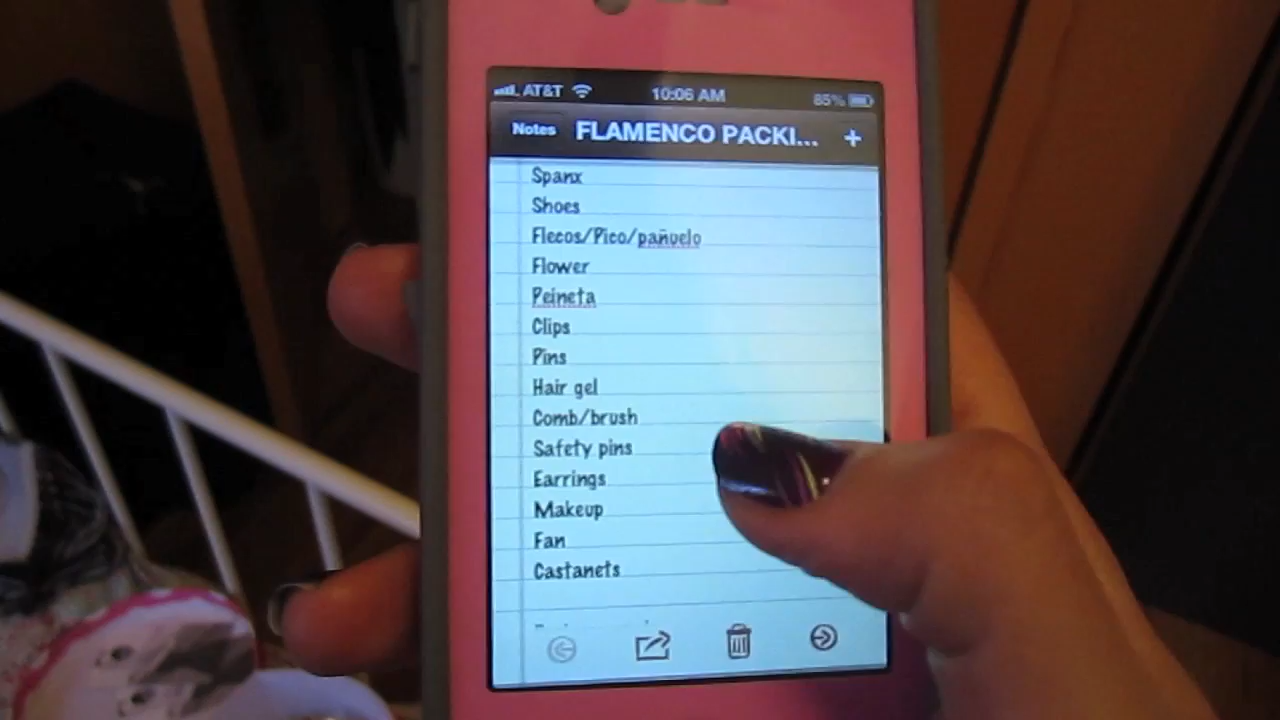 AT&T 10:06 AM 85%
Notes FLAMENCO PACKI... +
Spanx
Shoes
Flecos/Pico/pañuelo
Flower
Peineta
Clips
Pins
Hair gel
Comb/brush
Safety pins
Earrings
Makeup
Fan
Castanets